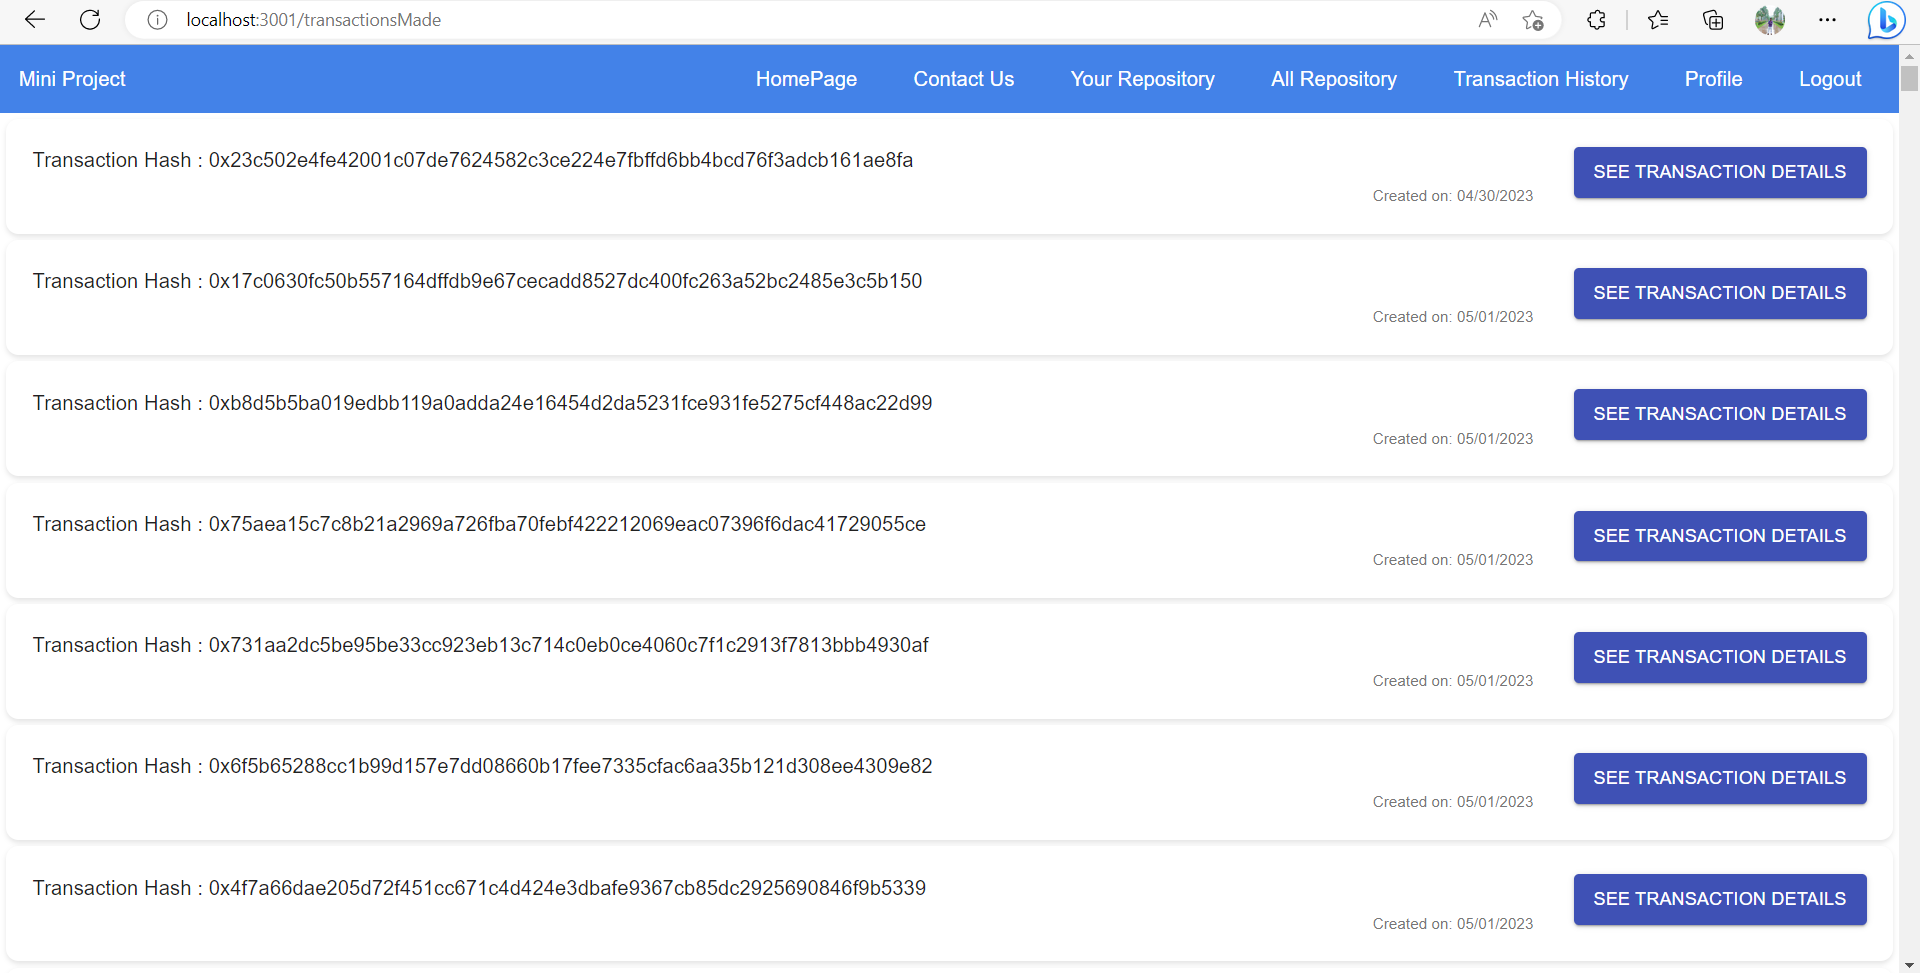 localhost:3001/transactionsMade
Mini Project HomePage Contact Us Your Repository All Repository Transaction History Profile Logout
Transaction Hash : 0x23c502e4fe42001c07de7624582c3ce224e7fbffd6bb4bcd76f3adcb161ae8fa
SEE TRANSACTION DETAILS
Created on: 04/30/2023
Transaction Hash : 0x17c0630fc50b557164dffdb9e67cecadd8527dc400fc263a52bc2485e3c5b150
SEE TRANSACTION DETAILS
Created on: 05/01/2023
Transaction Hash : 0xb8d5b5ba019edbb119a0adda24e16454d2da5231fce931fe5275cf448ac22d99
SEE TRANSACTION DETAILS
Created on: 05/01/2023
Transaction Hash : 0x75aea15c7c8b21a2969a726fba70febf422212069eac07396f6dac41729055ce
SEE TRANSACTION DETAILS
Created on: 05/01/2023
Transaction Hash : 0x731aa2dc5be95be33cc923eb13c714c0eb0ce4060c7f1c2913f7813bbb4930af
SEE TRANSACTION DETAILS
Created on: 05/01/2023
Transaction Hash : 0x6f5b65288cc1b99d157e7dd08660b17fee7335cfac6aa35b121d308ee4309e82
SEE TRANSACTION DETAILS
Created on: 05/01/2023
Transaction Hash : 0x4f7a66dae205d72f451cc671c4d424e3dbafe9367cb85dc2925690846f9b5339
SEE TRANSACTION DETAILS
Created on: 05/01/2023